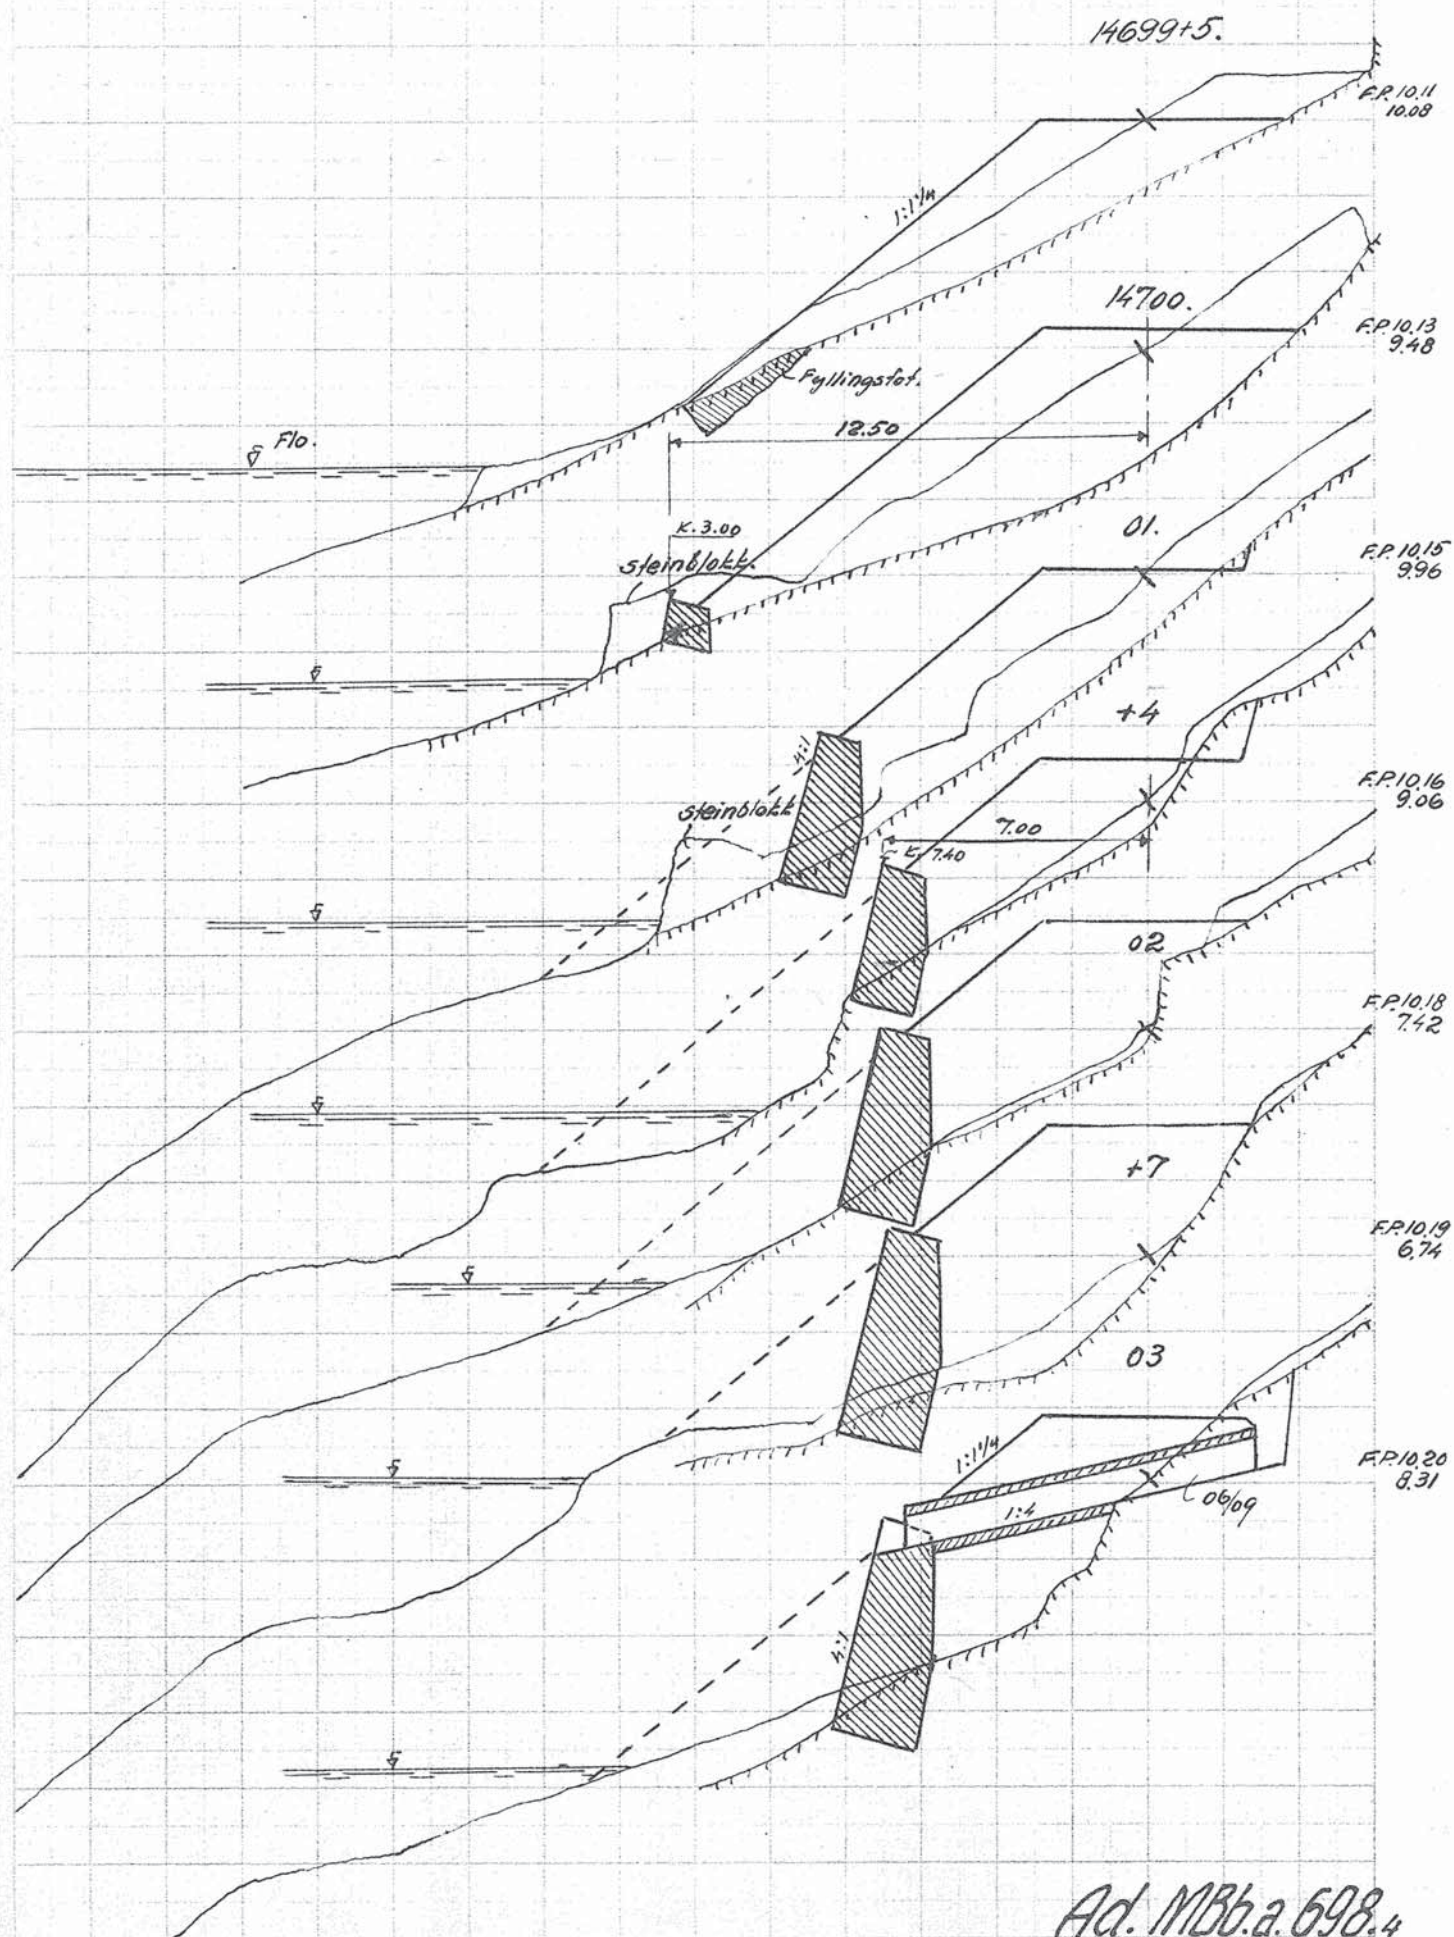 14699+5.
F.P. 10.11
10.08
1:1¼
14700.
F.P. 10.13
9.48
Fyllingsfot.
12.50
Flo.
K. 3.00
steinblokk.
01.
F.P. 10.15
9.96
4:1
+4
steinblokk
F.P. 10.16
9.06
7.00
K. 7.40
02
F.P. 10.18
7.42
+7
F.P. 10.19
6.74
03
1:1¼
F.P. 10.20
8.31
1:4
06/09
4:1
Ad. MBb.a. 698.4